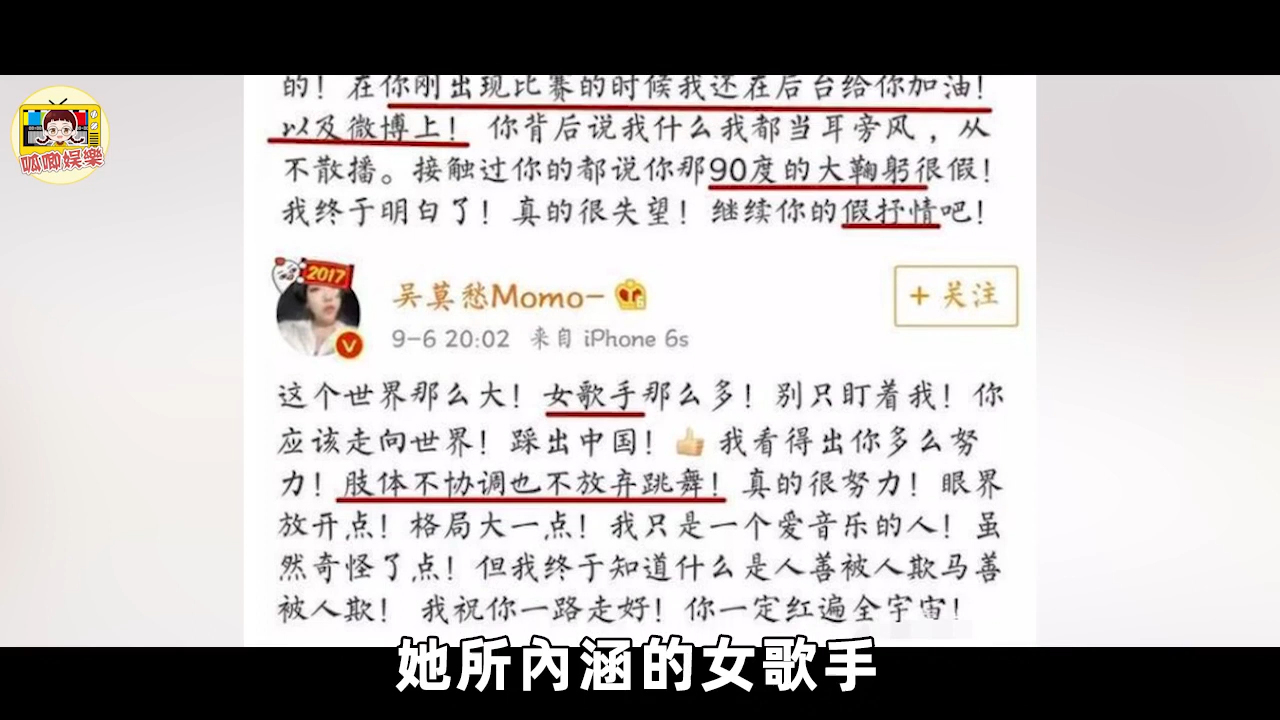 的！在你刚出现比赛的时候我还在后台给你加油！
以及微博上！你背后说我什么我都当耳旁风，从
不散播。接触过你的都说你那90度的大鞠躬很假！
我终于明白了！真的很失望！继续你的假抒情吧！
呱唧娱樂
2017
吴莫愁Momo-
+ 关注
9-6 20:02 来自 iPhone 6s
V
这个世界那么大！女歌手那么多！别只盯着我！你
应该走向世界！踩出中国！👍我看得出你多么努
力！肢体不协调也不放弃跳舞！真的很努力！眼界
放开点！格局大一点！我只是一个爱音乐的人！虽
然奇怪了点！但我终于知道什么是人善被人欺马善
被人欺！ 我祝你一路走好！你一定红遍全宇宙！
她所內涵的女歌手